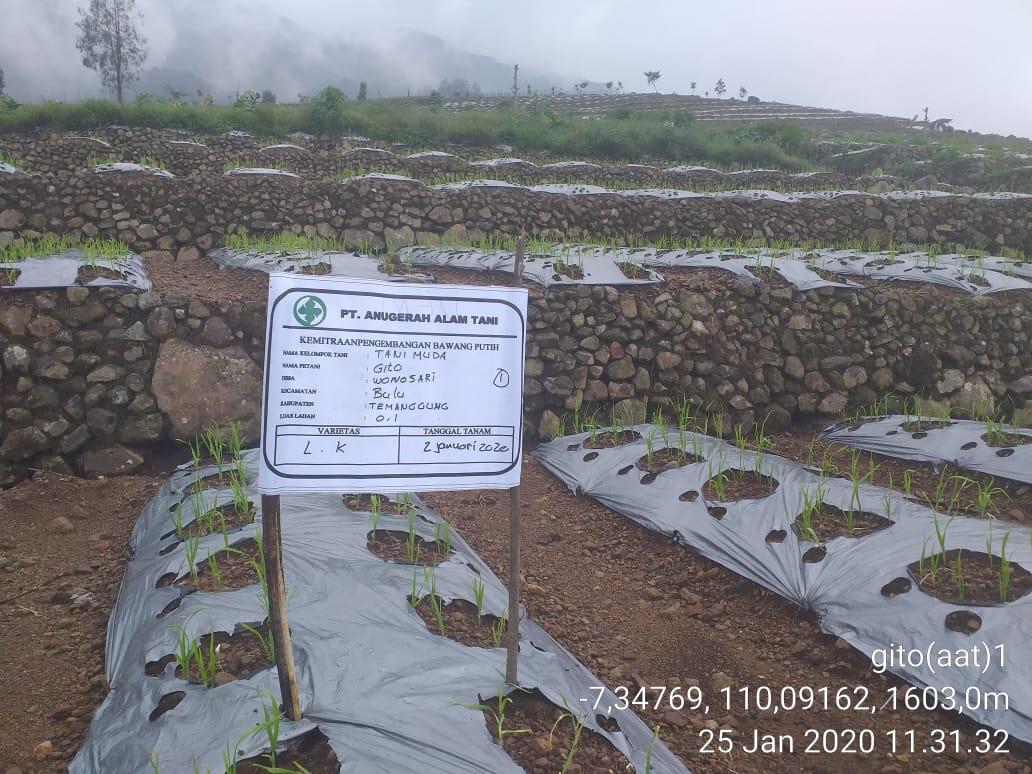 PT. ANUGERAH ALAM TANI
KEMITRAANPENGEMBANGAN BAWANG PUTIH
NAMA KELOMPOK TANI : TANI MUDA
NAMA PETANI : GITO
DESA : WONOSARI
KECAMATAN : Bulu
KABUPATEN : TEMANGGUNG
LUAS LAHAN : 0,1
1
VARIETAS TANGGAL TANAM
L . K 2 januari 2020
gito(aat)1
-7,34769, 110,09162, 1603,0m
25 Jan 2020 11.31.32